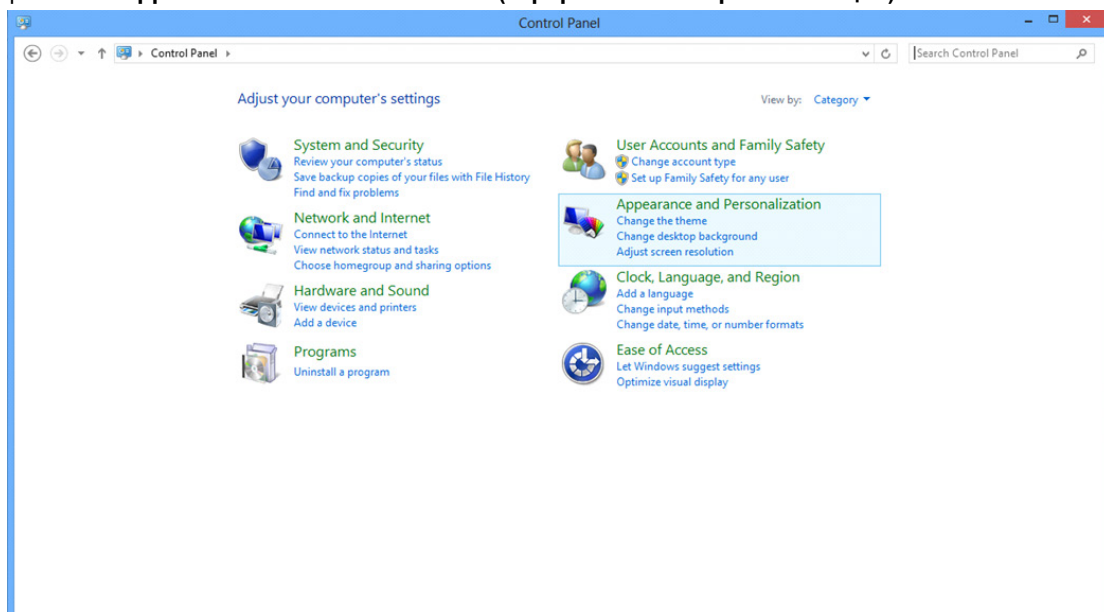 Control Panel
Control Panel
Search Control Panel
Adjust your computer's settings
View by: Category
System and Security
Review your computer's status
Save backup copies of your files with File History
Find and fix problems
Network and Internet
Connect to the Internet
View network status and tasks
Choose homegroup and sharing options
Hardware and Sound
View devices and printers
Add a device
Programs
Uninstall a program
User Accounts and Family Safety
Change account type
Set up Family Safety for any user
Appearance and Personalization
Change the theme
Change desktop background
Adjust screen resolution
Clock, Language, and Region
Add a language
Change input methods
Change date, time, or number formats
Ease of Access
Let Windows suggest settings
Optimize visual display